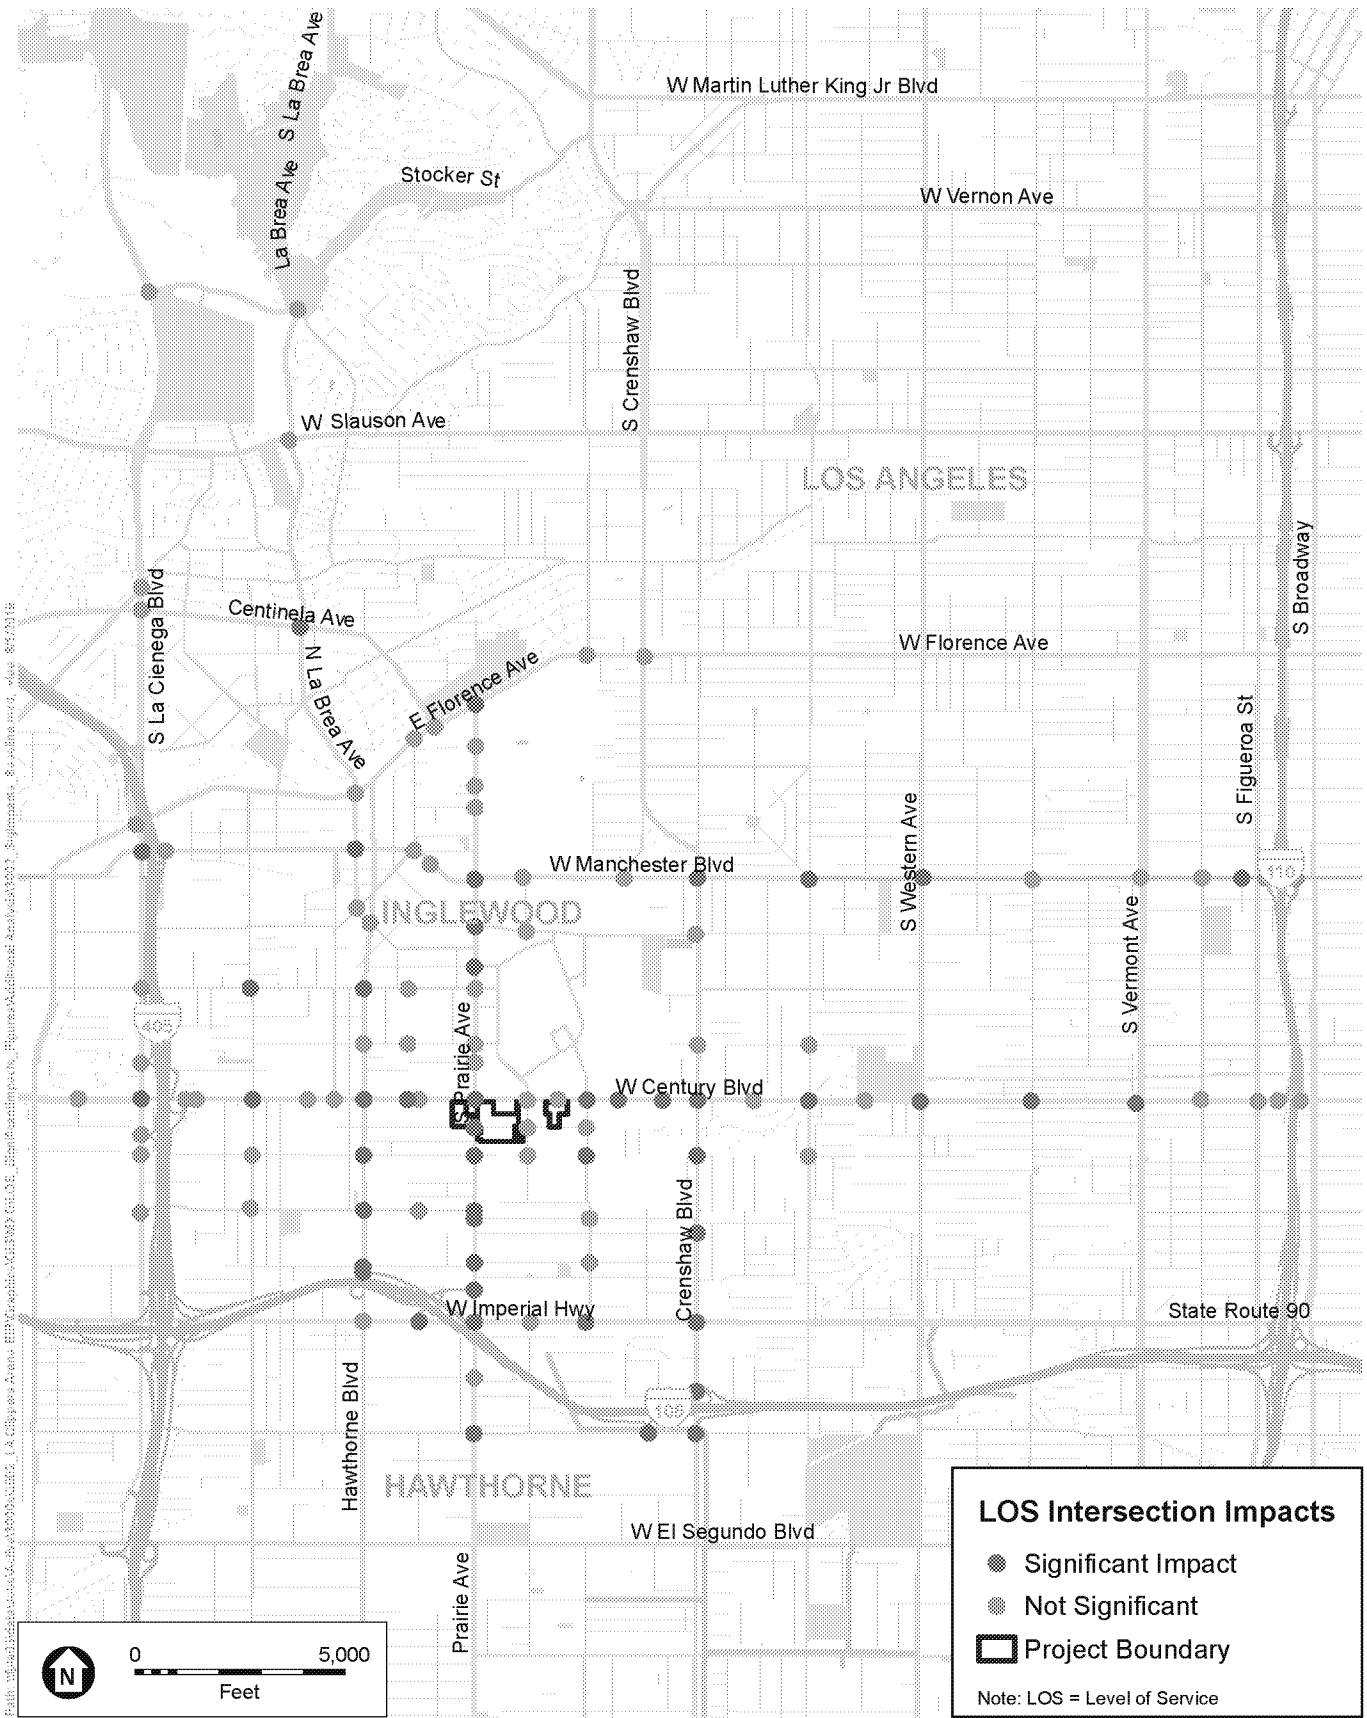 S La Brea Ave
W Martin Luther King Jr Blvd
La Brea Ave
Stocker St
W Vernon Ave
S Crenshaw Blvd
W Slauson Ave
LOS ANGELES
S Broadway
S La Cienega Blvd
Centinela Ave
W Florence Ave
N La Brea Ave
E Florence Ave
S Figueroa St
S Western Ave
W Manchester Blvd
110
INGLEWOOD
S Vermont Ave
405
S Prairie Ave
W Century Blvd
Crenshaw Blvd
W Imperial Hwy
State Route 90
Hawthorne Blvd
105
HAWTHORNE
W El Segundo Blvd
Prairie Ave
LOS Intersection Impacts
Significant Impact
Not Significant
Project Boundary
Note: LOS = Level of Service
N
0
5,000
Feet